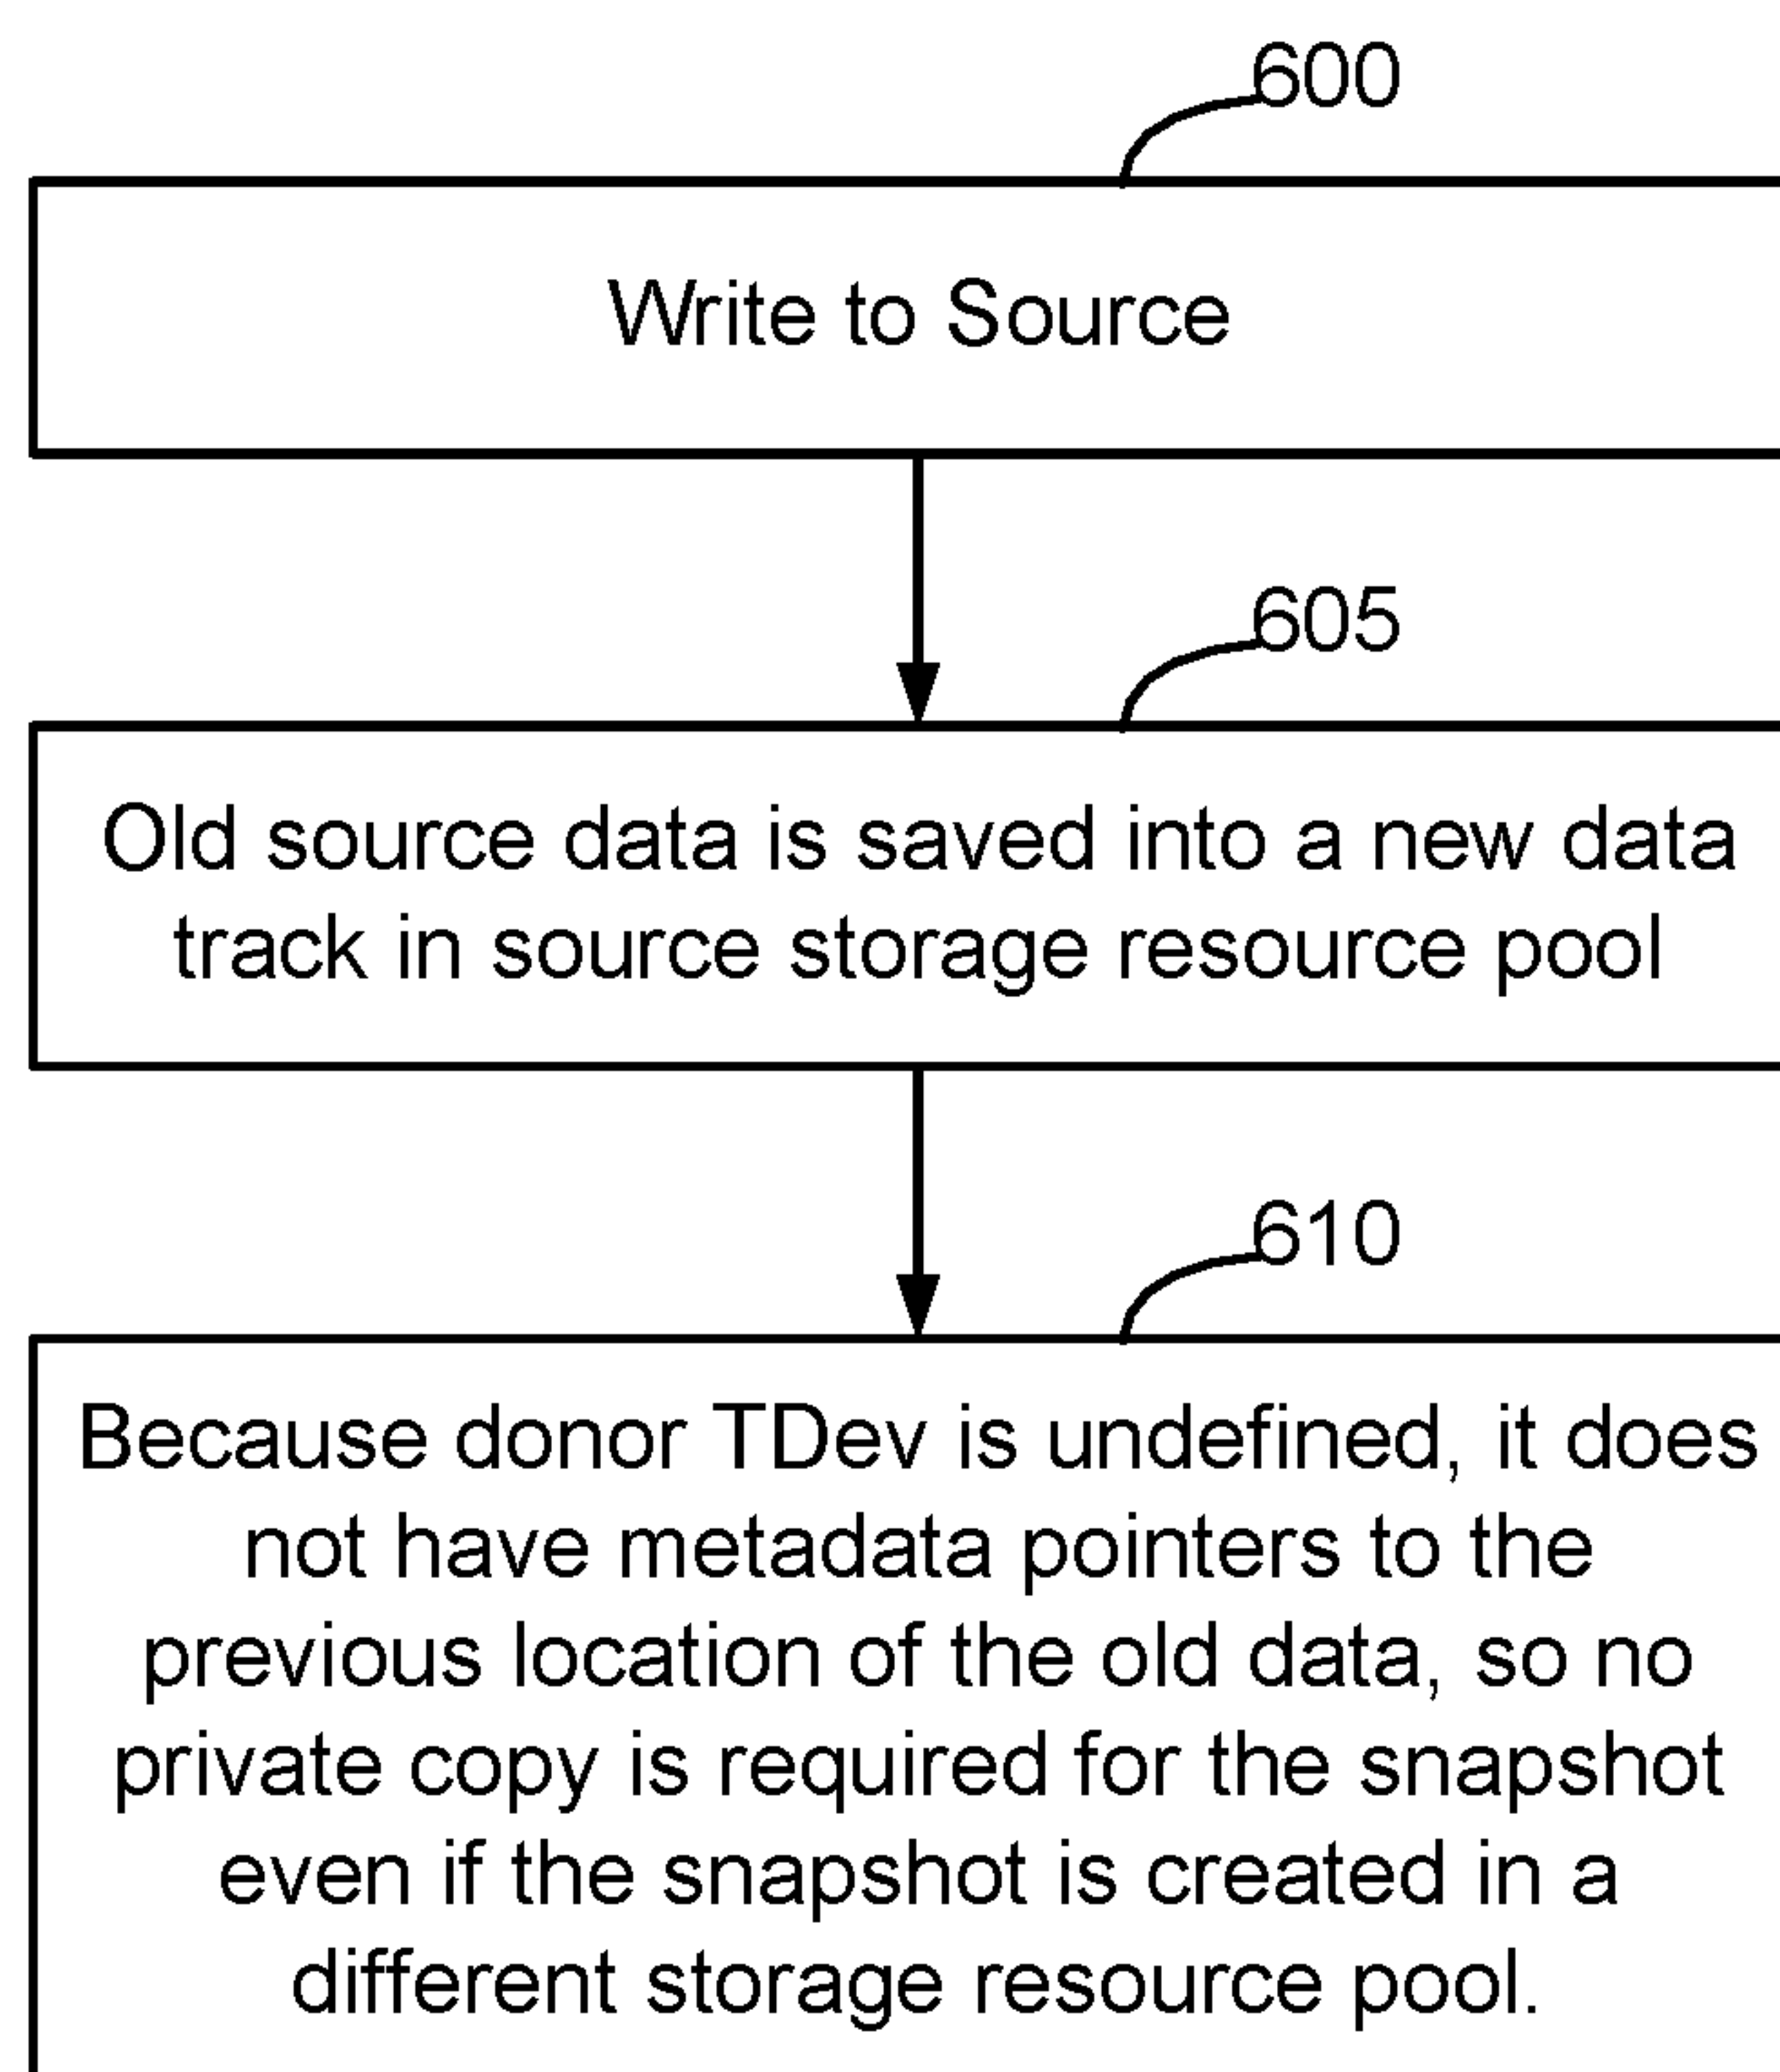 600
Write to Source
605
Old source data is saved into a new data
track in source storage resource pool
610
Because donor TDev is undefined, it does
not have metadata pointers to the
previous location of the old data, so no
private copy is required for the snapshot
even if the snapshot is created in a
different storage resource pool.